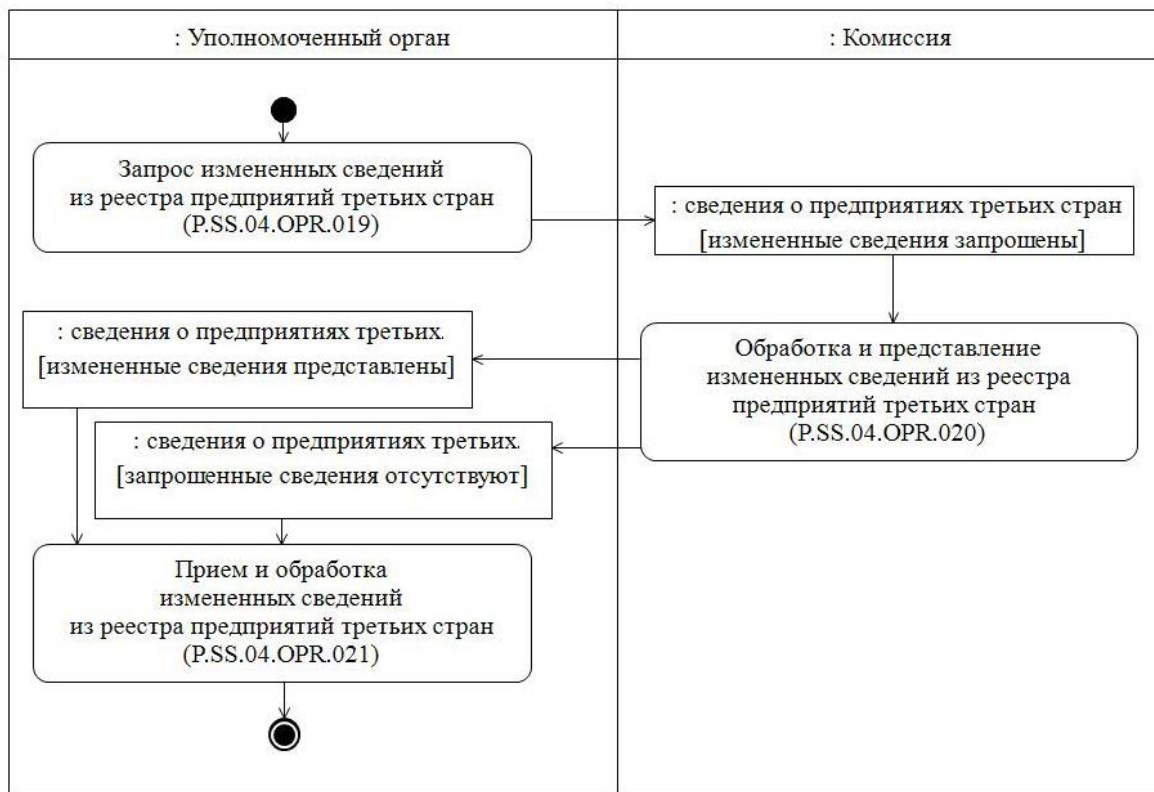 : Уполномоченный орган
: Комиссия
Запрос измененных сведений
из реестра предприятий третьих стран
(P.SS.04.OPR.019)
: сведения о предприятиях третьих стран
[измененные сведения запрошены]
: сведения о предприятиях третьих.
[измененные сведения представлены]
Обработка и представление
измененных сведений из реестра
предприятий третьих стран
(P.SS.04.OPR.020)
: сведения о предприятиях третьих.
[запрошенные сведения отсутствуют]
Прием и обработка
измененных сведений
из реестра предприятий третьих стран
(P.SS.04.OPR.021)